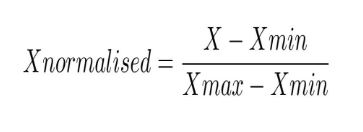 Xnormalised = (X − Xmin) / (Xmax − Xmin)